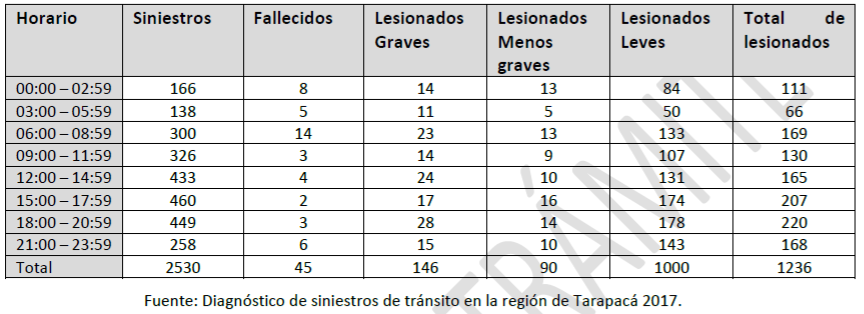 Horario Siniestros Fallecidos Lesionados Graves Lesionados Menos graves Lesionados Leves Total de lesionados
00:00 – 02:59 166 8 14 13 84 111
03:00 – 05:59 138 5 11 5 50 66
06:00 – 08:59 300 14 23 13 133 169
09:00 – 11:59 326 3 14 9 107 130
12:00 – 14:59 433 4 24 10 131 165
15:00 – 17:59 460 2 17 16 174 207
18:00 – 20:59 449 3 28 14 178 220
21:00 – 23:59 258 6 15 10 143 168
Total 2530 45 146 90 1000 1236
Fuente: Diagnóstico de siniestros de tránsito en la región de Tarapacá 2017.
TRÁMITE